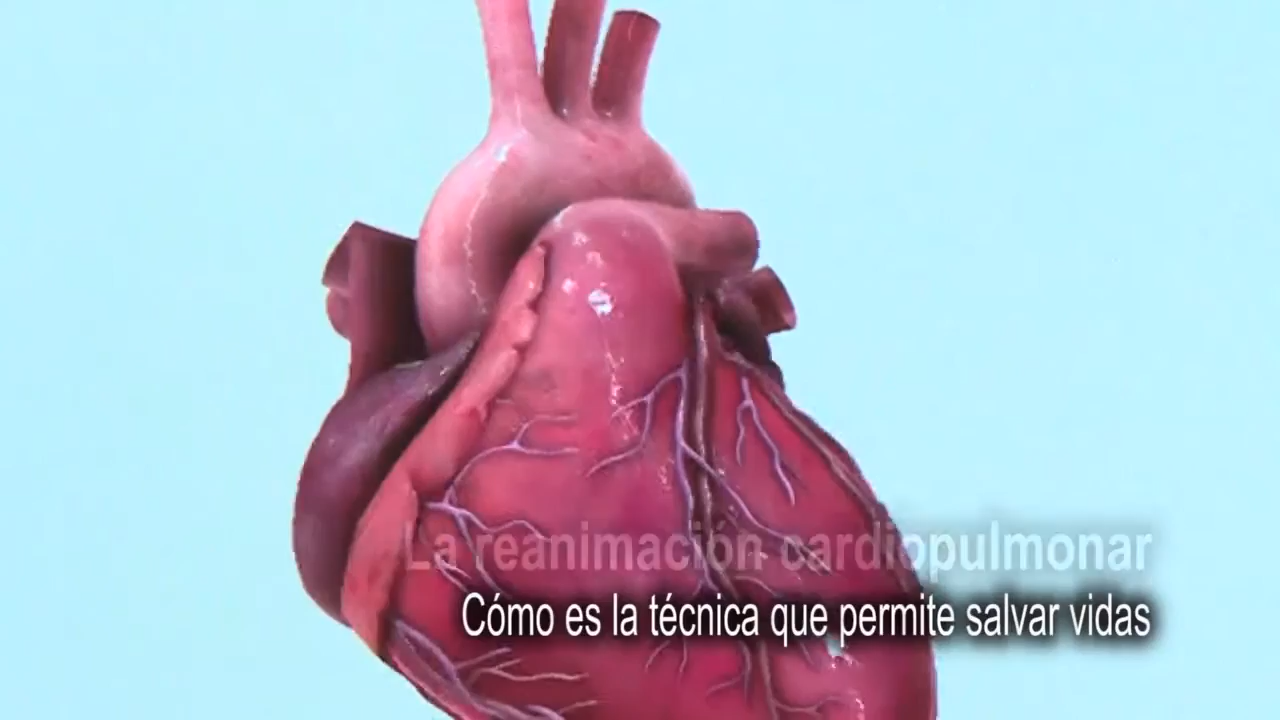 La reanimación cardiopulmonar
Cómo es la técnica que permite salvar vidas